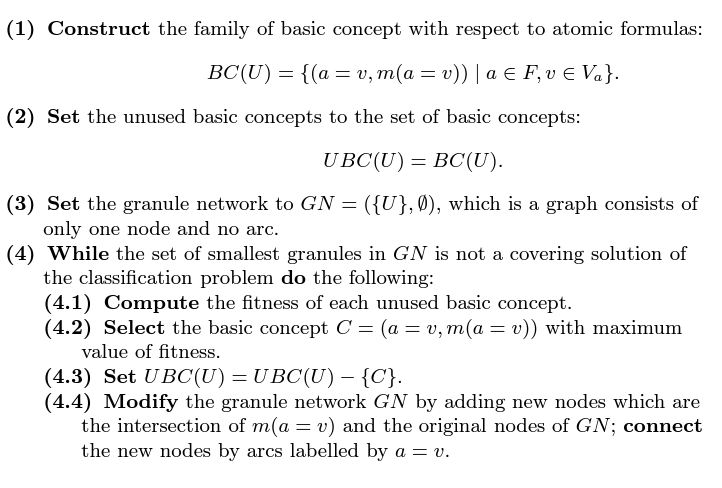 (1) Construct the family of basic concept with respect to atomic formulas:
BC(U) = {(a = v, m(a = v)) | a ∈ F, v ∈ Vₐ}.
(2) Set the unused basic concepts to the set of basic concepts:
UBC(U) = BC(U).
(3) Set the granule network to GN = ({U}, ∅), which is a graph consists of
only one node and no arc.
(4) While the set of smallest granules in GN is not a covering solution of
the classification problem do the following:
(4.1) Compute the fitness of each unused basic concept.
(4.2) Select the basic concept C = (a = v, m(a = v)) with maximum
value of fitness.
(4.3) Set UBC(U) = UBC(U) − {C}.
(4.4) Modify the granule network GN by adding new nodes which are
the intersection of m(a = v) and the original nodes of GN; connect
the new nodes by arcs labelled by a = v.